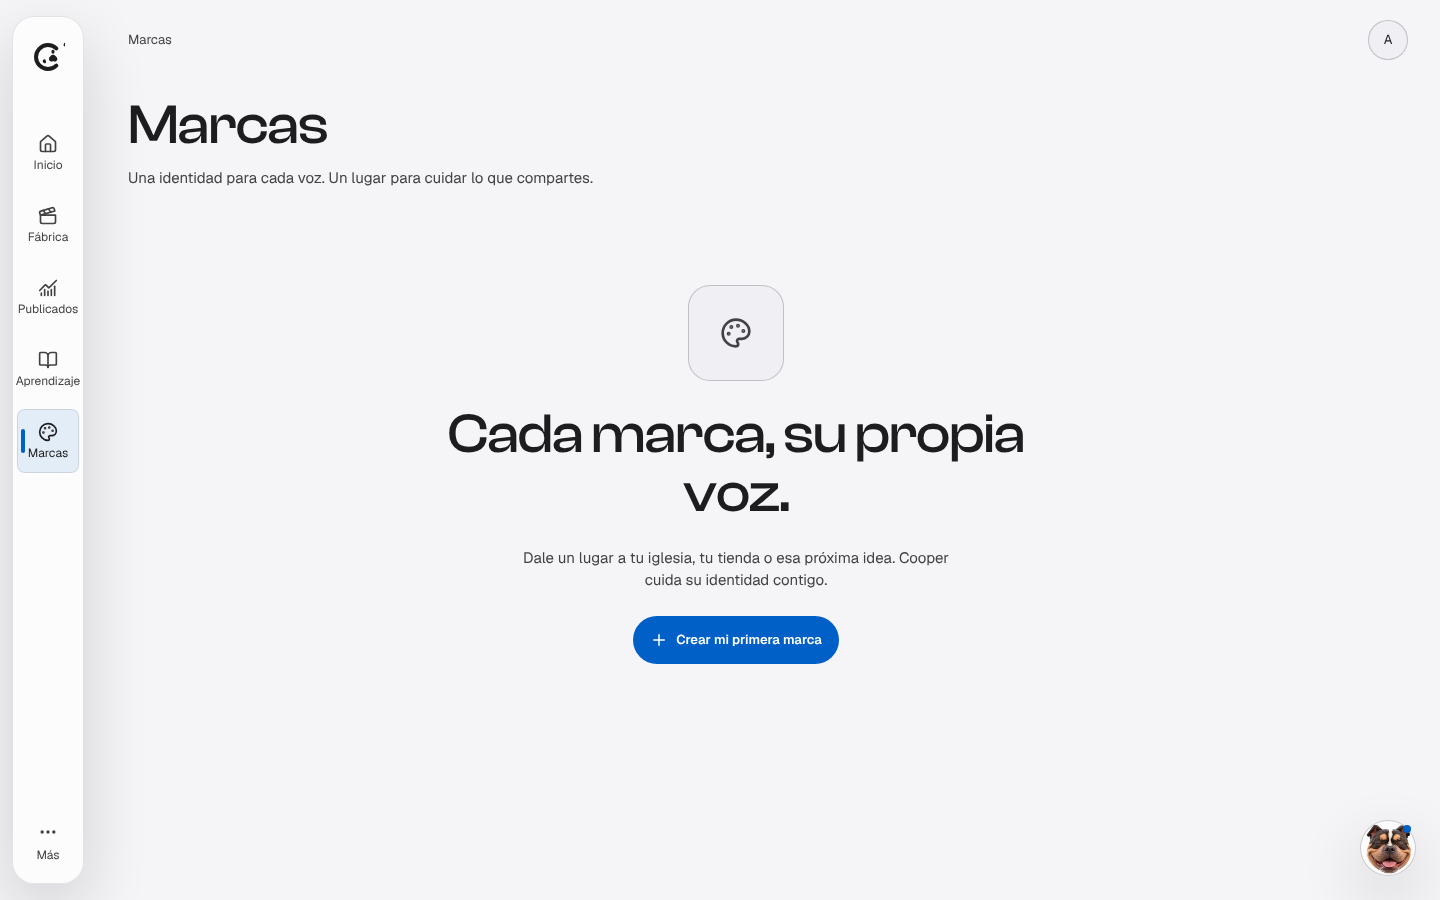 Marcas
A
Inicio
Fábrica
Publicados
Aprendizaje
Marcas
Más
Marcas
Una identidad para cada voz. Un lugar para cuidar lo que compartes.
Cada marca, su propia
voz.
Dale un lugar a tu iglesia, tu tienda o esa próxima idea. Cooper
cuida su identidad contigo.
Crear mi primera marca